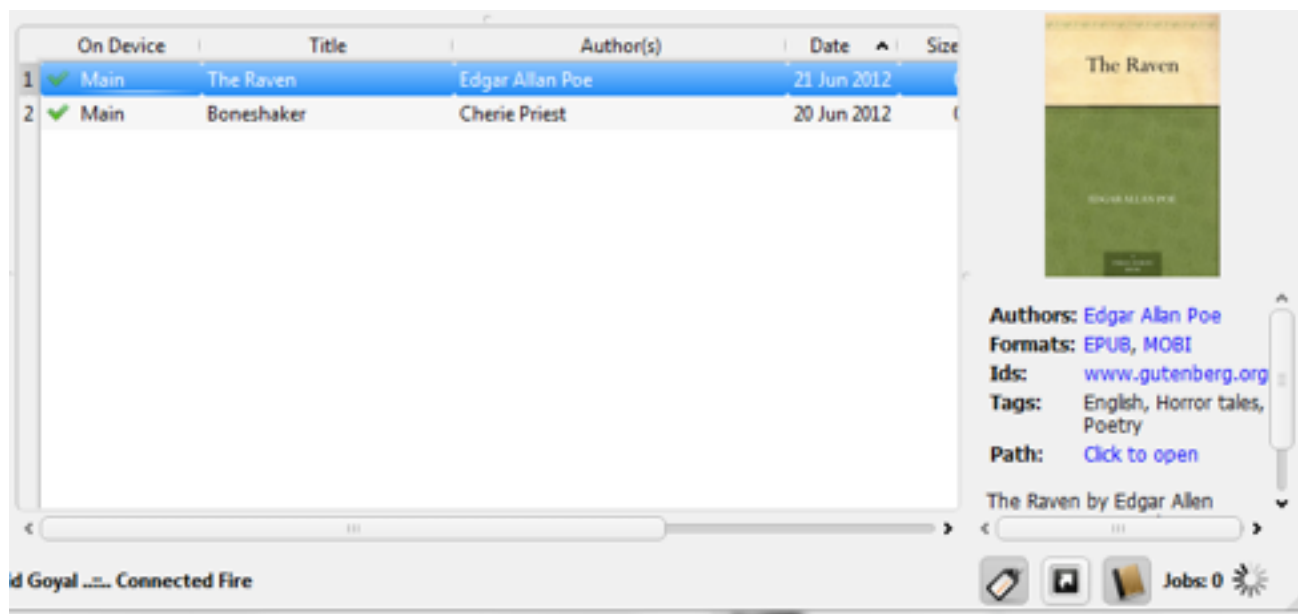 On Device Title Author(s) Date Size
1 Main The Raven Edgar Allan Poe 21 Jun 2012
2 Main Boneshaker Cherie Priest 20 Jun 2012
The Raven
EDGAR ALLAN POE
Authors: Edgar Allan Poe
Formats: EPUB, MOBI
Ids: www.gutenberg.org
Tags: English, Horror tales,
Poetry
Path: Click to open
The Raven by Edgar Allen
d Goyal ..::.. Connected Fire
Jobs: 0